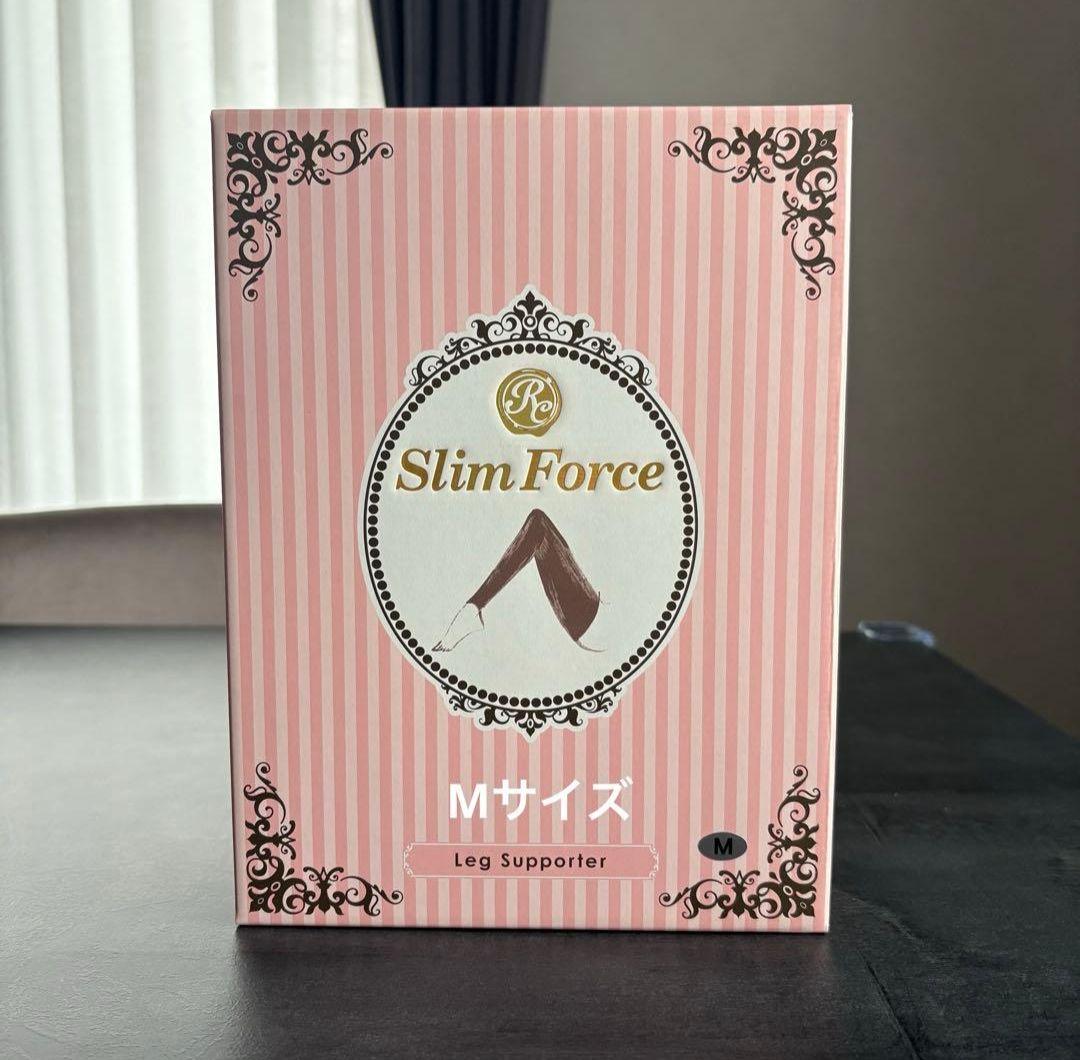 Rc
Slim Force
Mサイズ
M
Leg Supporter